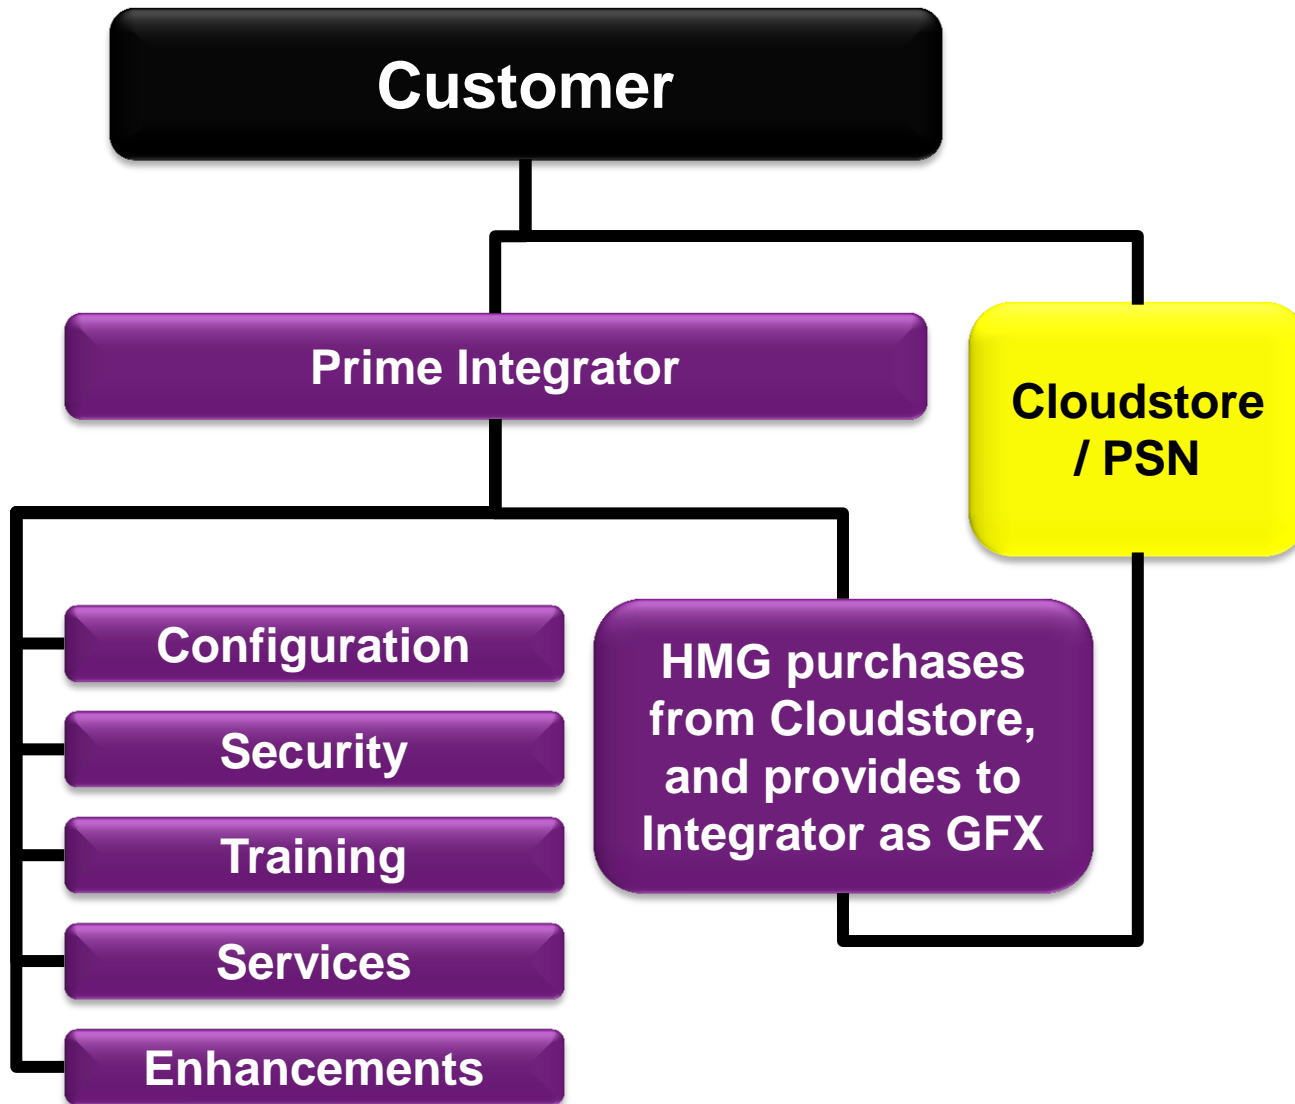 Customer
Prime Integrator
Cloudstore
/ PSN
Configuration
Security
Training
Services
Enhancements
HMG purchases
from Cloudstore,
and provides to
Integrator as GFX